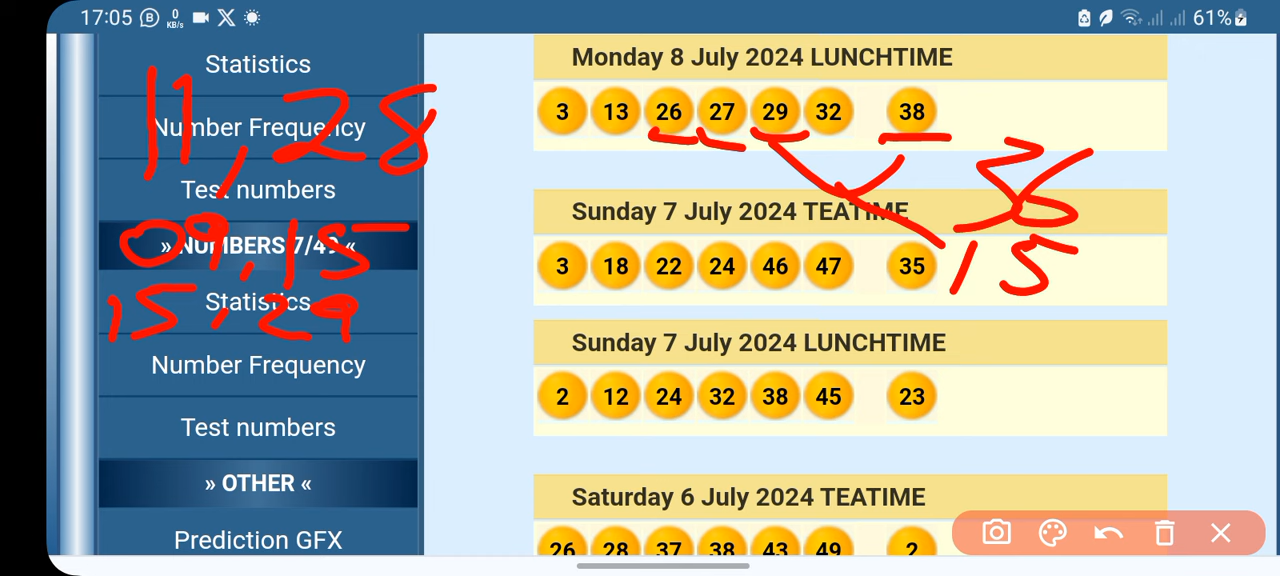 17:05 B 0 KB/s X 61%
Statistics
Number Frequency
Test numbers
» NUMBERS 7/49 «
Statistics
Number Frequency
Test numbers
» OTHER «
Prediction GFX
11, 28
09, 15
15, 29
Monday 8 July 2024 LUNCHTIME
3 13 26 27 29 32 38
Sunday 7 July 2024 TEATIME
3 18 22 24 46 47 35
36
15
Sunday 7 July 2024 LUNCHTIME
2 12 24 32 38 45 23
Saturday 6 July 2024 TEATIME
26 28 37 38 43 49 2